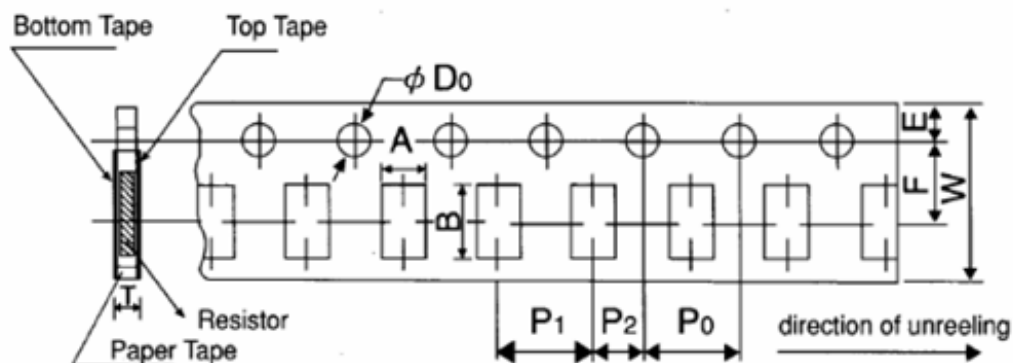 Bottom Tape
Top Tape
ϕ D0
A
B
E
F
W
T
Resistor
Paper Tape
P1
P2
P0
direction of unreeling